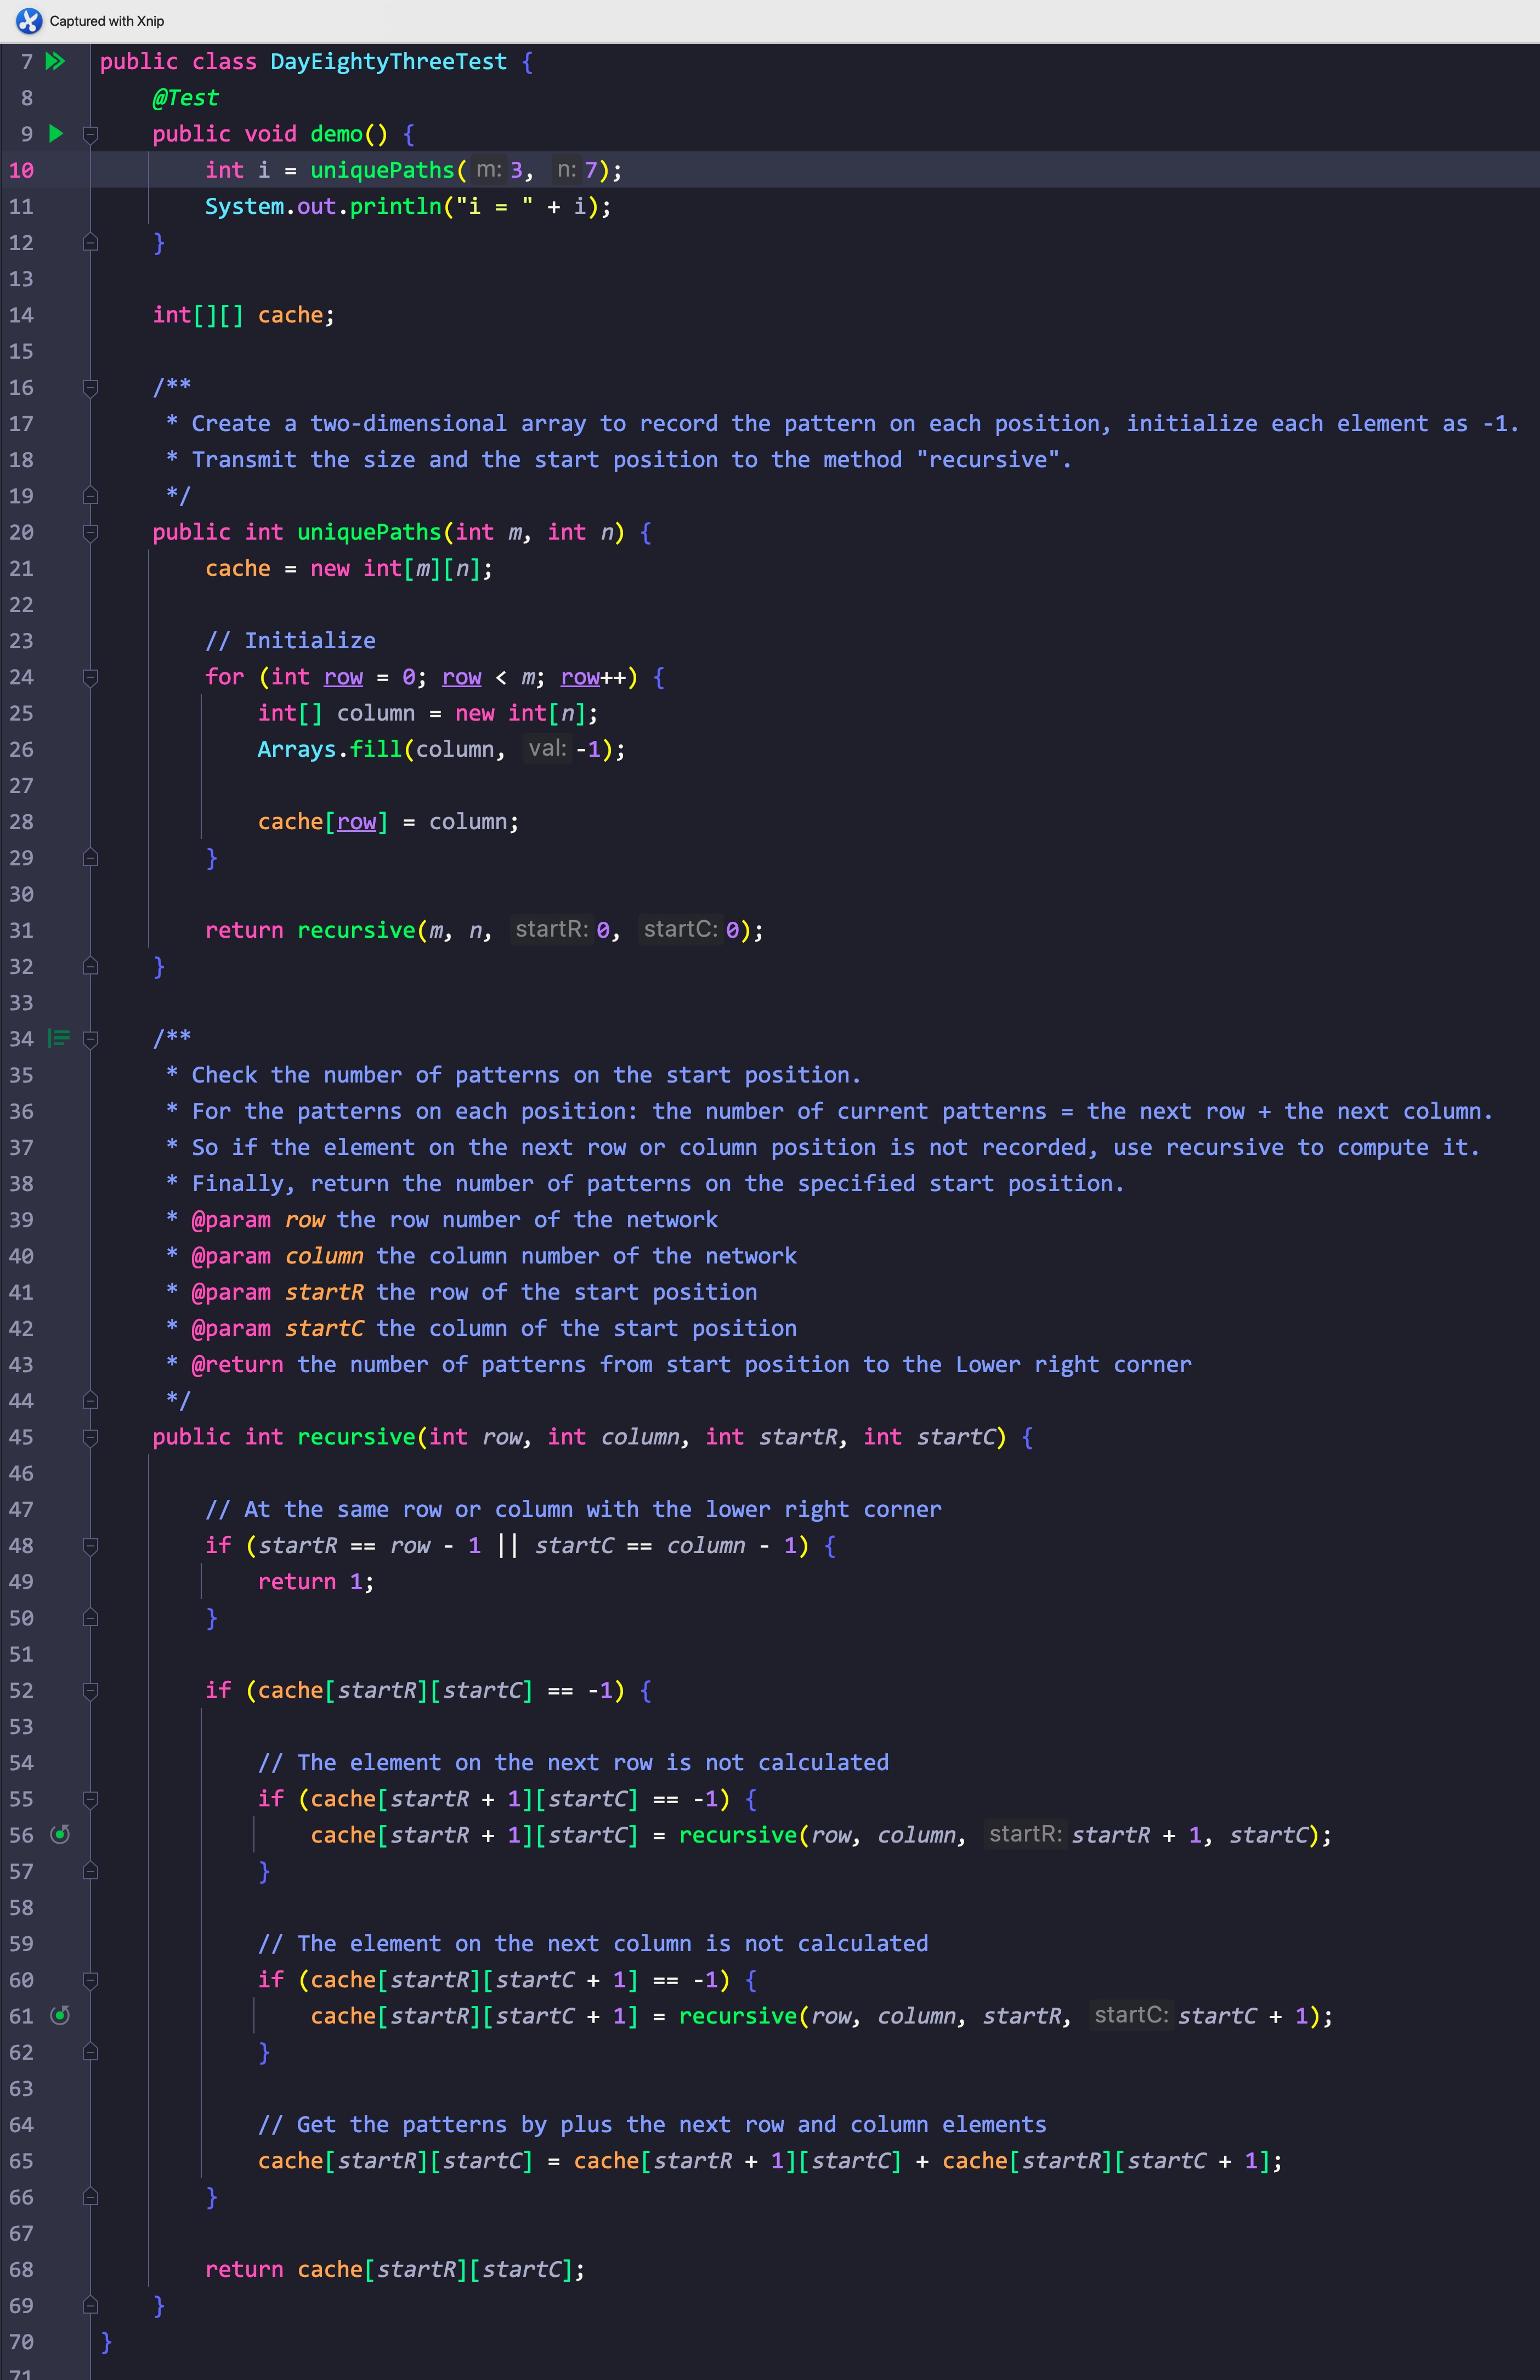 Captured with Xnip
7 public class DayEightyThreeTest {
8 @Test
9 public void demo() {
10 int i = uniquePaths( m: 3, n: 7);
11 System.out.println("i = " + i);
12 }
13
14 int[][] cache;
15
16 /**
17 * Create a two-dimensional array to record the pattern on each position, initialize each element as -1.
18 * Transmit the size and the start position to the method "recursive".
19 */
20 public int uniquePaths(int m, int n) {
21 cache = new int[m][n];
22
23 // Initialize
24 for (int row = 0; row < m; row++) {
25 int[] column = new int[n];
26 Arrays.fill(column, val: -1);
27
28 cache[row] = column;
29 }
30
31 return recursive(m, n, startR: 0, startC: 0);
32 }
33
34 /**
35 * Check the number of patterns on the start position.
36 * For the patterns on each position: the number of current patterns = the next row + the next column.
37 * So if the element on the next row or column position is not recorded, use recursive to compute it.
38 * Finally, return the number of patterns on the specified start position.
39 * @param row the row number of the network
40 * @param column the column number of the network
41 * @param startR the row of the start position
42 * @param startC the column of the start position
43 * @return the number of patterns from start position to the Lower right corner
44 */
45 public int recursive(int row, int column, int startR, int startC) {
46
47 // At the same row or column with the lower right corner
48 if (startR == row - 1 || startC == column - 1) {
49 return 1;
50 }
51
52 if (cache[startR][startC] == -1) {
53
54 // The element on the next row is not calculated
55 if (cache[startR + 1][startC] == -1) {
56 cache[startR + 1][startC] = recursive(row, column, startR: startR + 1, startC);
57 }
58
59 // The element on the next column is not calculated
60 if (cache[startR][startC + 1] == -1) {
61 cache[startR][startC + 1] = recursive(row, column, startR, startC: startC + 1);
62 }
63
64 // Get the patterns by plus the next row and column elements
65 cache[startR][startC] = cache[startR + 1][startC] + cache[startR][startC + 1];
66 }
67
68 return cache[startR][startC];
69 }
70 }
71